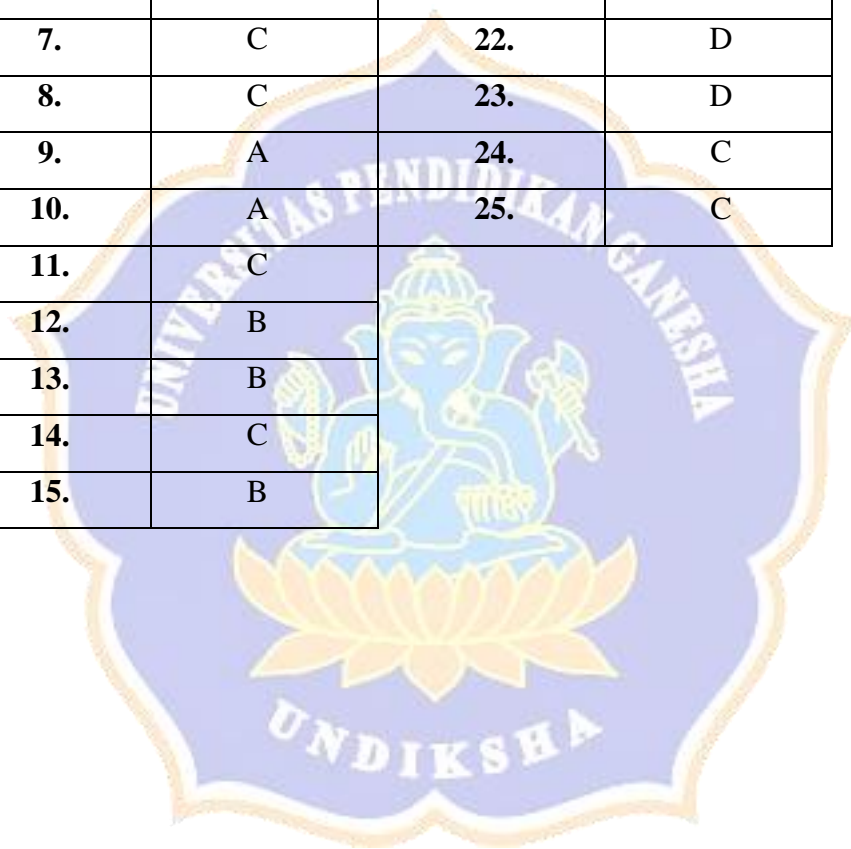 7. C 22. D
8. C 23. D
9. A 24. C
10. A 25. C
11. C
12. B
13. B
14. C
15. B
UNIVERSITAS PENDIDIKAN GANESHA
UNDIKSHA